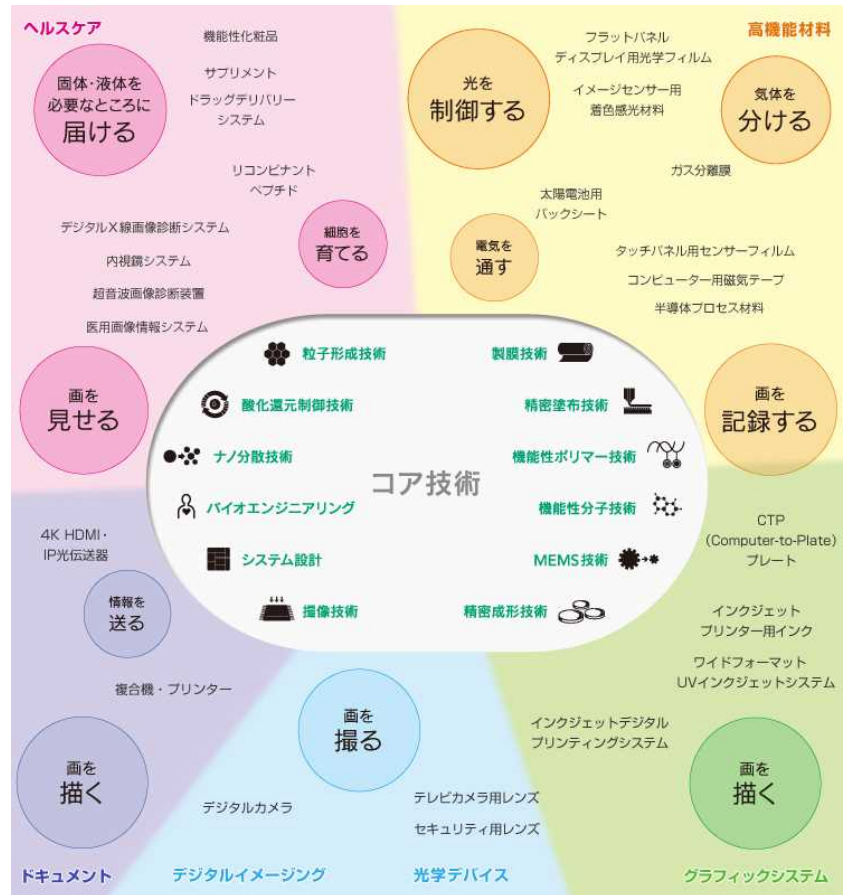 ヘルスケア
機能性化粧品
サプリメント
ドラッグデリバリー
システム
固体・液体を
必要なところに
届ける
リコンビナント
ペプチド
細胞を
育てる
デジタルX線画像診断システム
内視鏡システム
超音波画像診断装置
医用画像情報システム
画を
見せる
高機能材料
フラットパネル
ディスプレイ用光学フィルム
イメージセンサー用
着色感光材料
光を
制御する
気体を
分ける
ガス分離膜
太陽電池用
バックシート
電気を
通す
タッチパネル用センサーフィルム
コンピューター用磁気テープ
半導体プロセス材料
画を
記録する
粒子形成技術
製膜技術
酸化還元制御技術
精密塗布技術
ナノ分散技術
機能性ポリマー技術
コア技術
バイオエンジニアリング
機能性分子技術
システム設計
MEMS技術
撮像技術
精密成形技術
4K HDMI・
IP光伝送器
情報を
送る
複合機・プリンター
画を
描く
ドキュメント
画を
撮る
デジタルカメラ
テレビカメラ用レンズ
セキュリティ用レンズ
デジタルイメージング
光学デバイス
CTP
(Computer-to-Plate)
プレート
インクジェット
プリンター用インク
ワイドフォーマット
UVインクジェットシステム
インクジェットデジタル
プリンティングシステム
画を
描く
グラフィックシステム